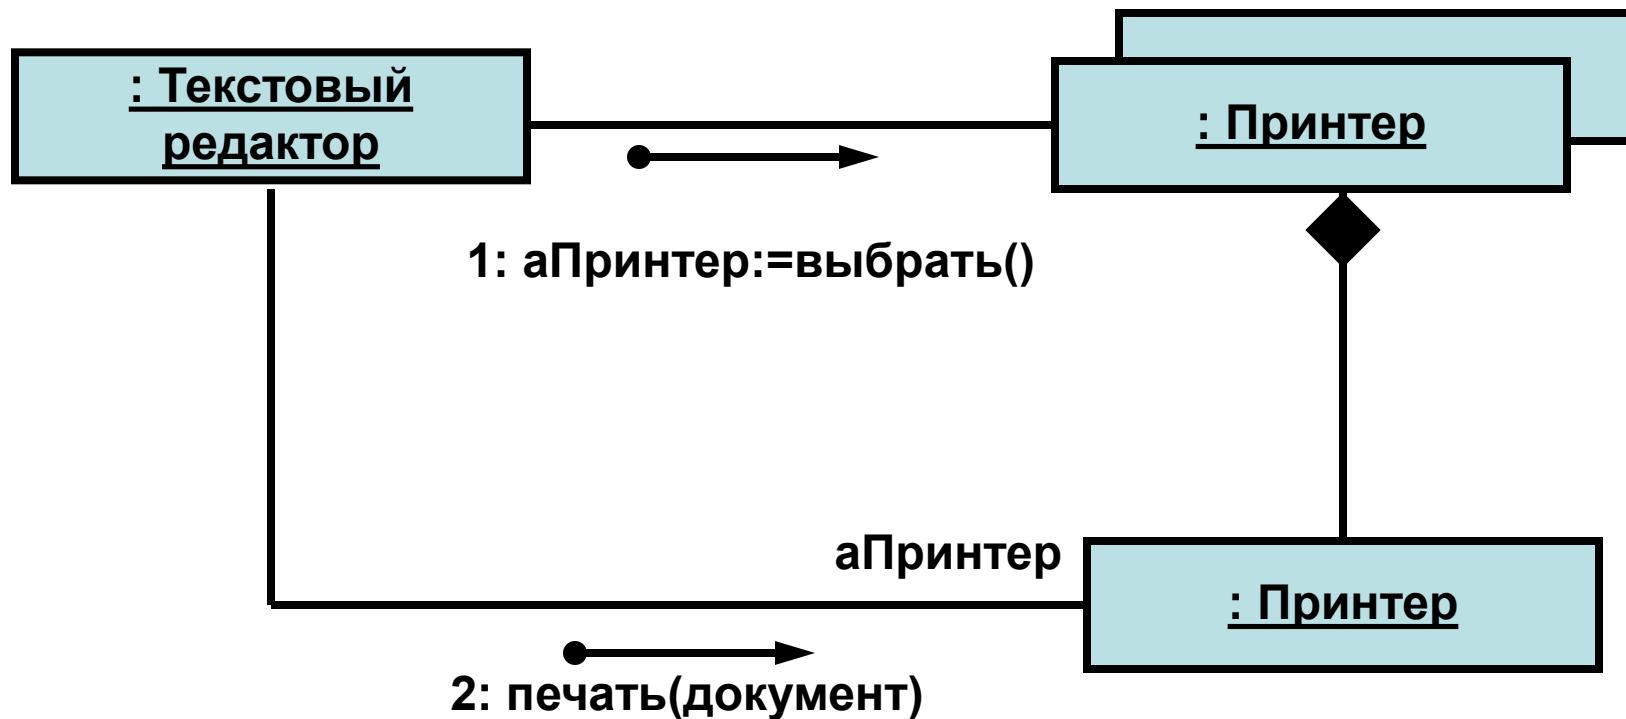 : Текстовый
редактор
: Принтер
1: аПринтер:=выбрать()
аПринтер
: Принтер
2: печать(документ)